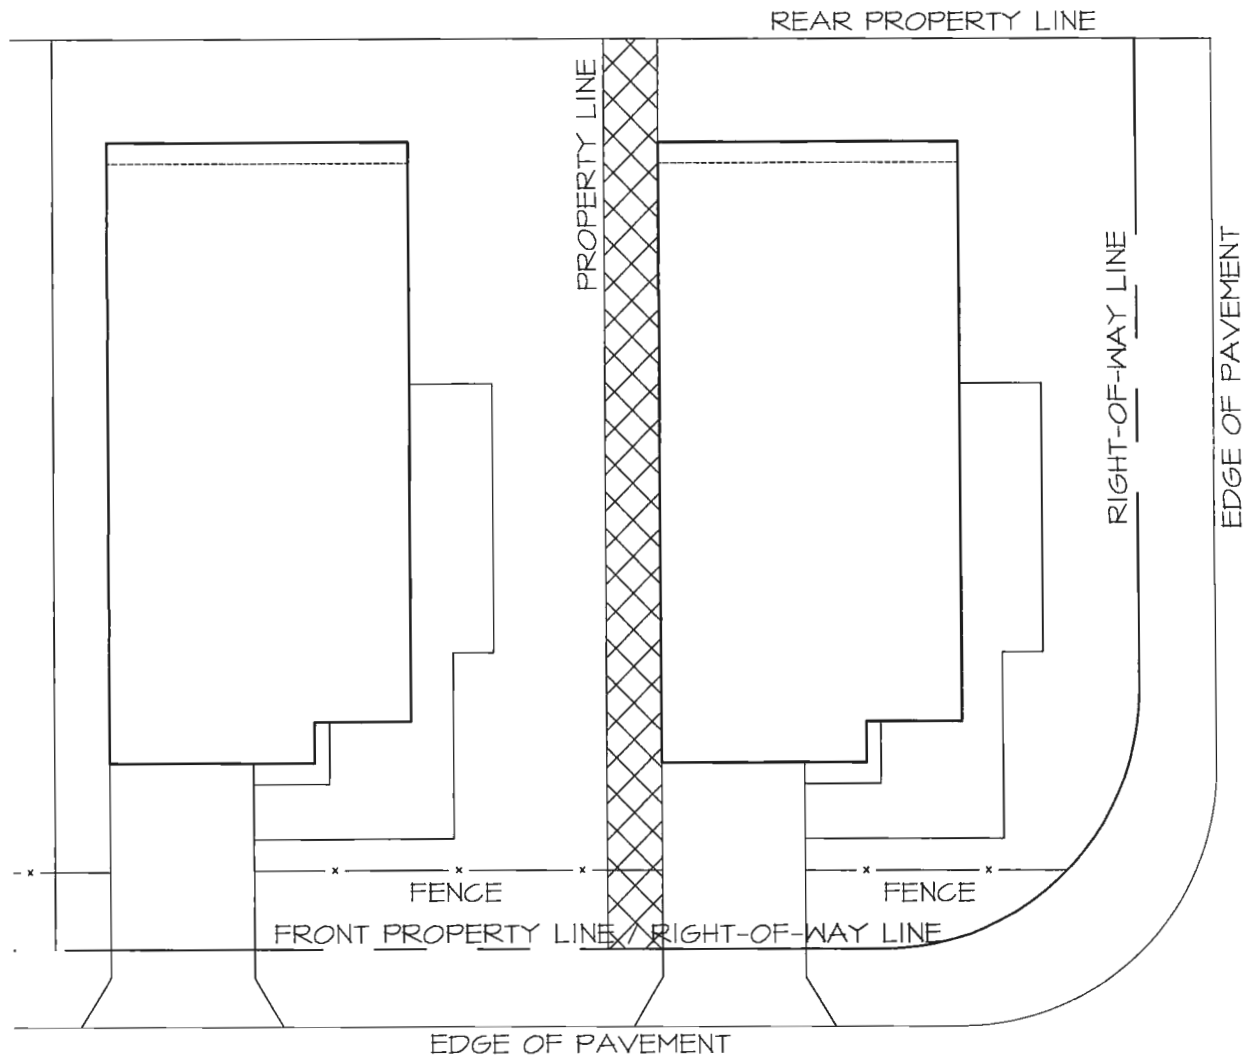 REAR PROPERTY LINE
PROPERTY LINE
RIGHT-OF-WAY LINE
EDGE OF PAVEMENT
FENCE
FENCE
FRONT PROPERTY LINE / RIGHT-OF-WAY LINE
EDGE OF PAVEMENT